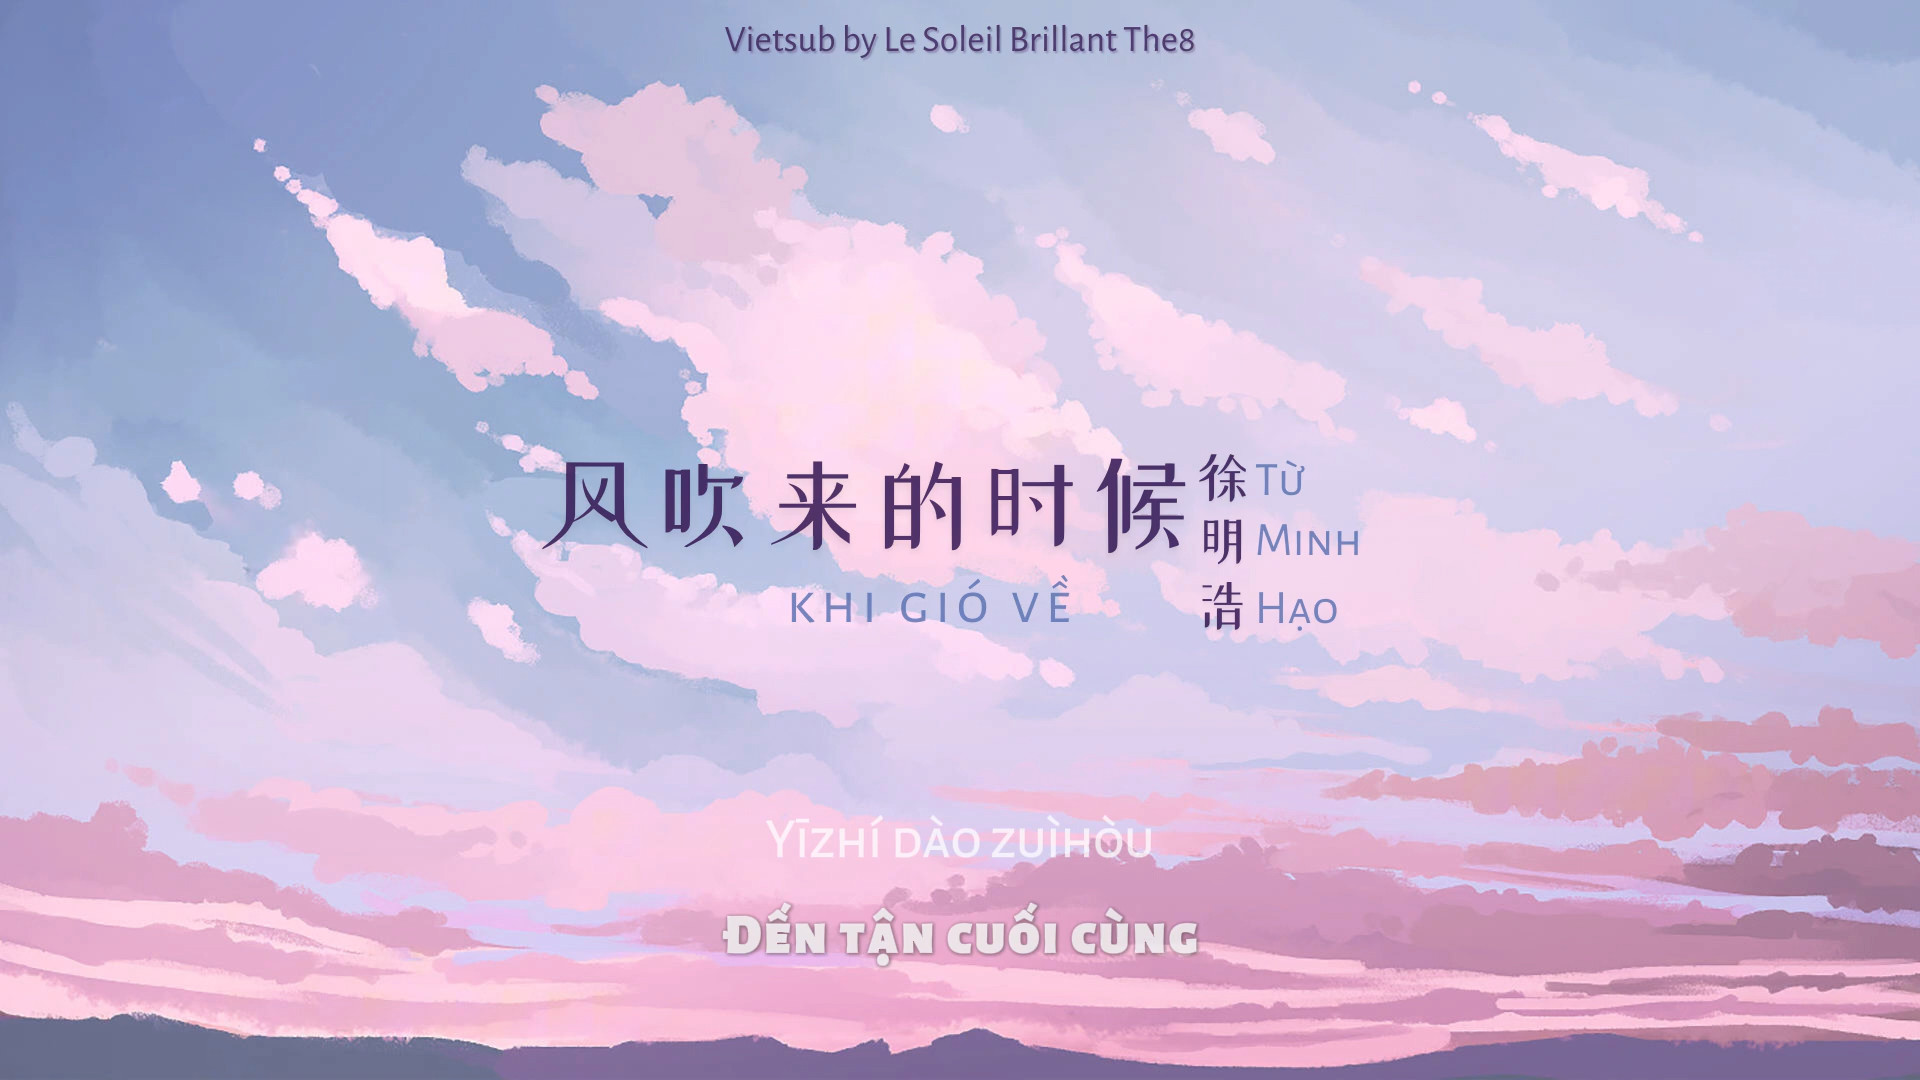 Vietsub by Le Soleil Brillant The8
风吹来的时候
KHI GIÓ VỀ
徐 TỪ
明 MINH
浩 HẠO
YĪZHÍ DÀO ZUÌHÒU
ĐẾN TẬN CUỐI CÙNG